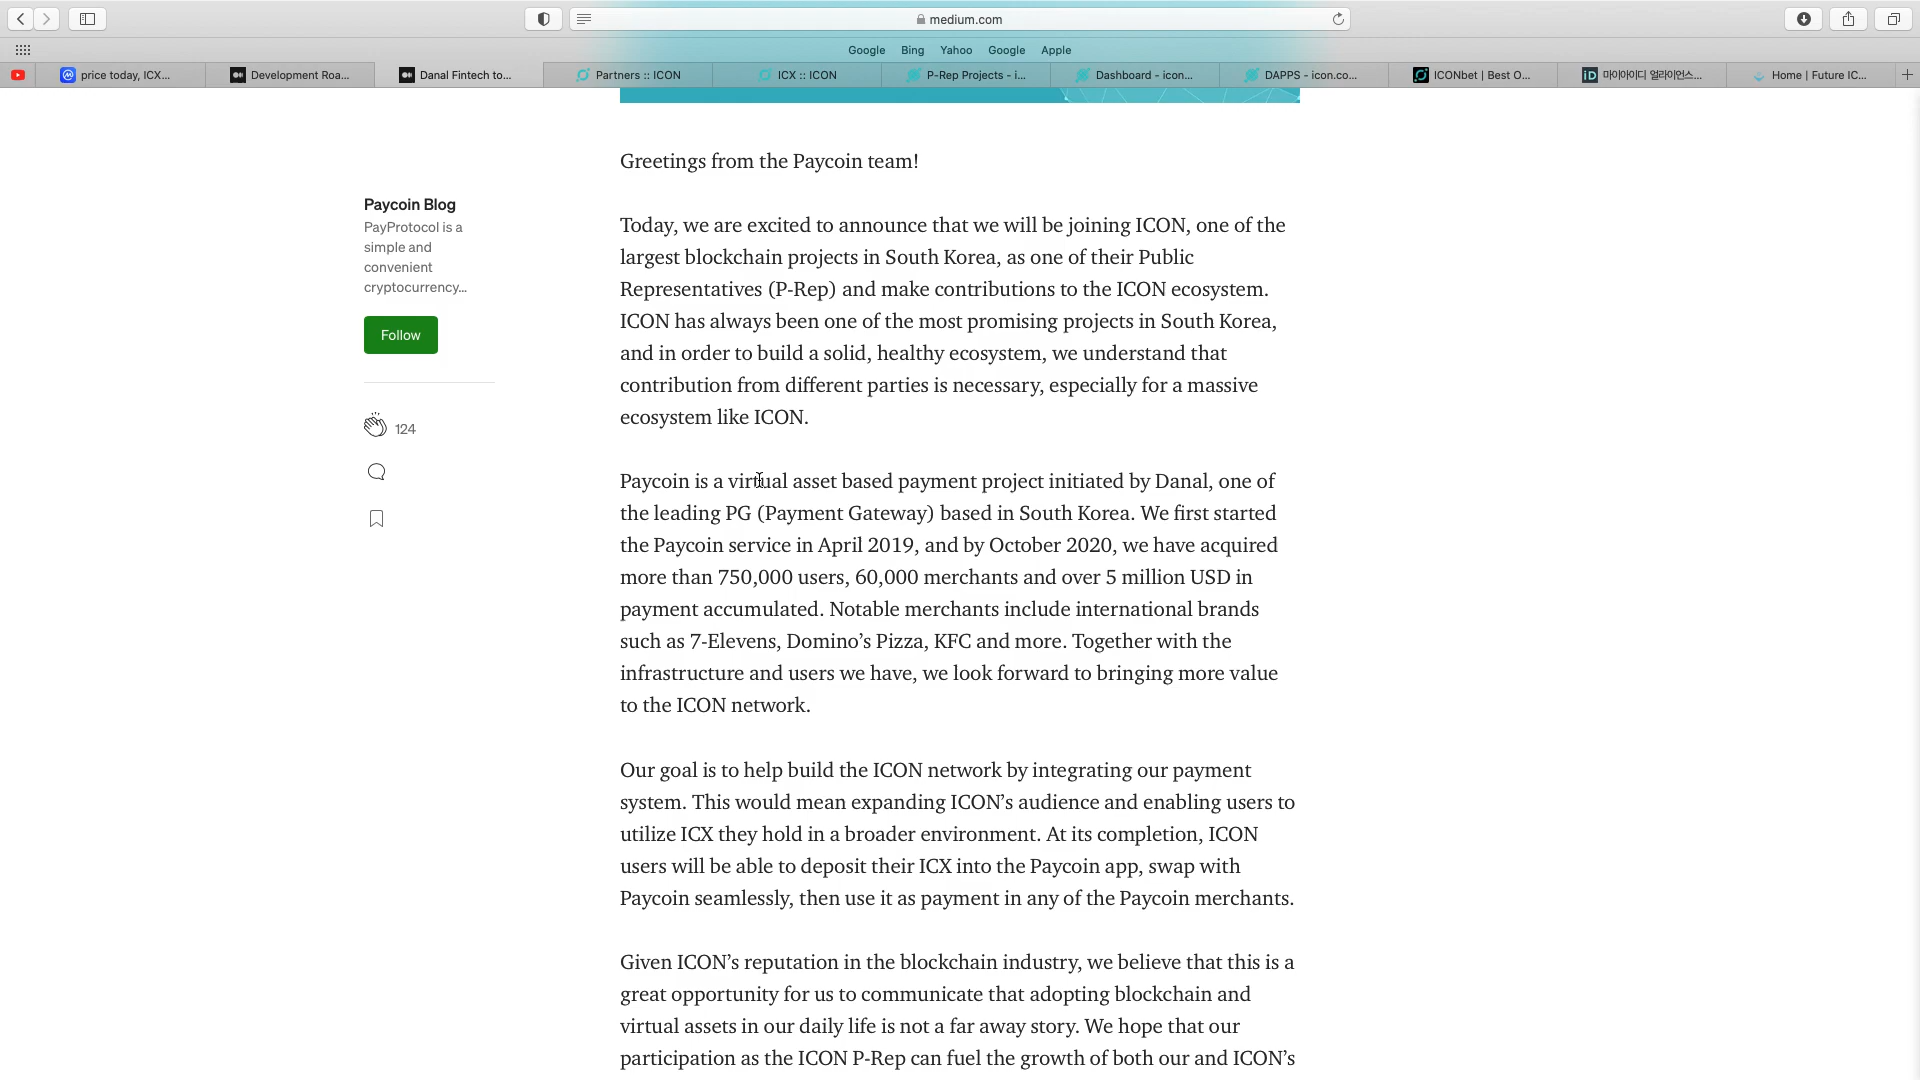 medium.com
Google Bing Yahoo Google Apple
price today, ICX...
Development Roa...
Danal Fintech to...
Partners :: ICON
ICX :: ICON
P-Rep Projects - i...
Dashboard - icon...
DAPPS - icon.co...
ICONbet | Best O...
마이아이디 얼라이언스...
Home | Future IC...
Greetings from the Paycoin team!
Paycoin Blog
PayProtocol is a
simple and
convenient
cryptocurrency...
Follow
124
Today, we are excited to announce that we will be joining ICON, one of the
largest blockchain projects in South Korea, as one of their Public
Representatives (P-Rep) and make contributions to the ICON ecosystem.
ICON has always been one of the most promising projects in South Korea,
and in order to build a solid, healthy ecosystem, we understand that
contribution from different parties is necessary, especially for a massive
ecosystem like ICON.
Paycoin is a virtual asset based payment project initiated by Danal, one of
the leading PG (Payment Gateway) based in South Korea. We first started
the Paycoin service in April 2019, and by October 2020, we have acquired
more than 750,000 users, 60,000 merchants and over 5 million USD in
payment accumulated. Notable merchants include international brands
such as 7-Elevens, Domino’s Pizza, KFC and more. Together with the
infrastructure and users we have, we look forward to bringing more value
to the ICON network.
Our goal is to help build the ICON network by integrating our payment
system. This would mean expanding ICON’s audience and enabling users to
utilize ICX they hold in a broader environment. At its completion, ICON
users will be able to deposit their ICX into the Paycoin app, swap with
Paycoin seamlessly, then use it as payment in any of the Paycoin merchants.
Given ICON’s reputation in the blockchain industry, we believe that this is a
great opportunity for us to communicate that adopting blockchain and
virtual assets in our daily life is not a far away story. We hope that our
participation as the ICON P-Rep can fuel the growth of both our and ICON’s